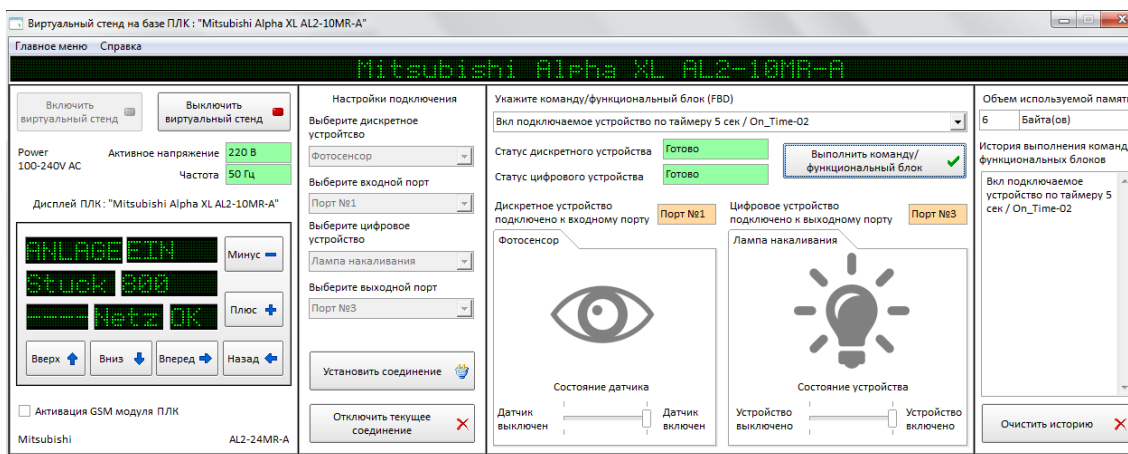 Виртуальный стенд на базе ПЛК : "Mitsubishi Alpha XL AL2-10MR-A"
Главное меню Справка
Mitsubishi Alpha XL AL2-10MR-A
Включить
виртуальный стенд
Выключить
виртуальный стенд
Power
100-240V AC
Активное напряжение 220 В
Частота 50 Гц
Дисплей ПЛК : "Mitsubishi Alpha XL AL2-10MR-A"
ANLAGE EIN
Stuck 300
---- Netz OK
Минус
Плюс
Вверх
Вниз
Вперед
Назад
Активация GSM модуля ПЛК
Mitsubishi
AL2-24MR-A
Настройки подключения
Выберите дискретное
устройтсво
Фотосенсор
Выберите входной порт
Порт №1
Выберите цифровое
устройство
Лампа накаливания
Выберите выходной порт
Порт №3
Установить соединение
Отключить текущее
соединение
Укажите команду/функциональный блок (FBD)
Вкл подключаемое устройство по таймеру 5 сек / On_Time-02
Статус дискретного устройства Готово
Статус цифрового устройства Готово
Выполнить команду/
функциональный блок
Дискретное устройство
подключено к входному порту
Порт №1
Цифровое устройство
подключено к выходному порту
Порт №3
Фотосенсор
Состояние датчика
Датчик
выключен
Датчик
включен
Лампа накаливания
Состояние устройства
Устройство
выключено
Устройство
включено
Объем используемой памят
6 Байта(ов)
История выполнения команд
функциональных блоков
Вкл подключаемое
устройство по таймеру 5
сек / On_Time-02
Очистить историю